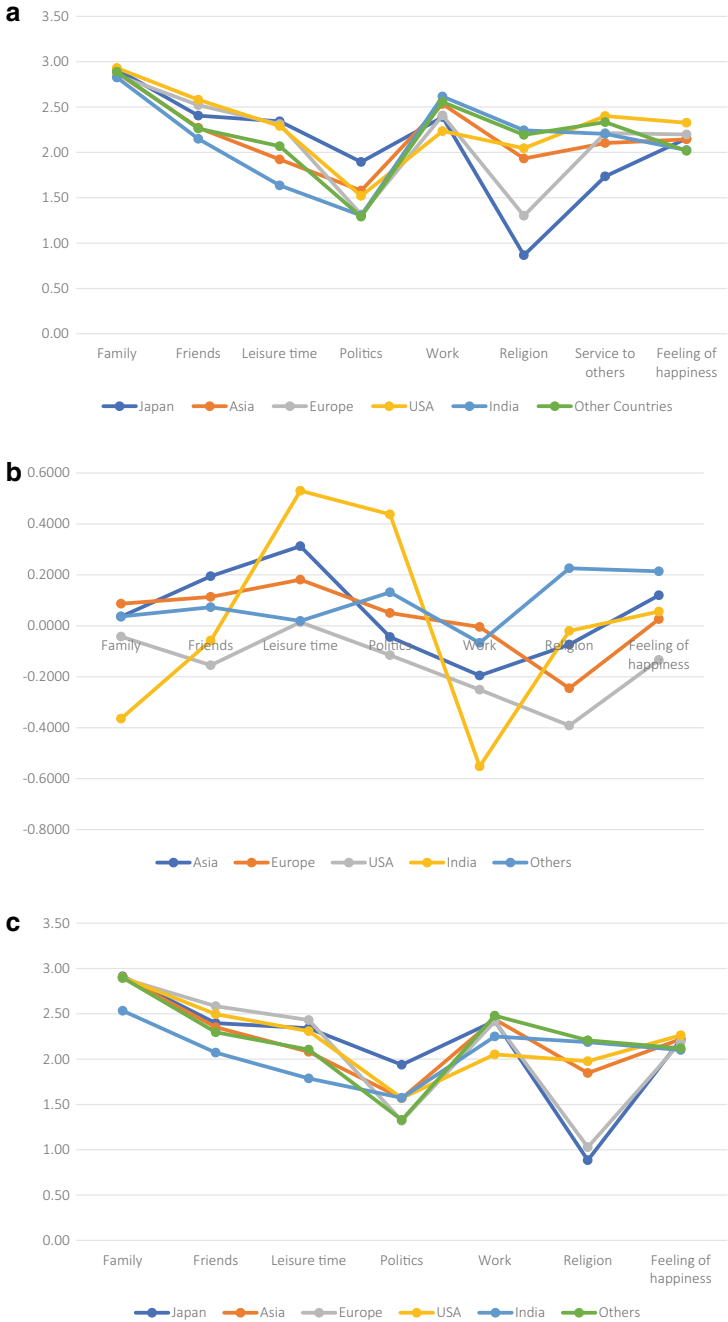 a
3.50
3.00
2.50
2.00
1.50
1.00
0.50
0.00
Family Friends Leisure time Politics Work Religion Service to others Feeling of happiness
Japan Asia Europe USA India Other Countries
b
0.6000
0.4000
0.2000
0.0000
Family Friends Leisure time Politics Work Religion Feeling of happiness
-0.2000
-0.4000
-0.6000
-0.8000
Asia Europe USA India Others
c
3.50
3.00
2.50
2.00
1.50
1.00
0.50
0.00
Family Friends Leisure time Politics Work Religion Feeling of happiness
Japan Asia Europe USA India Others